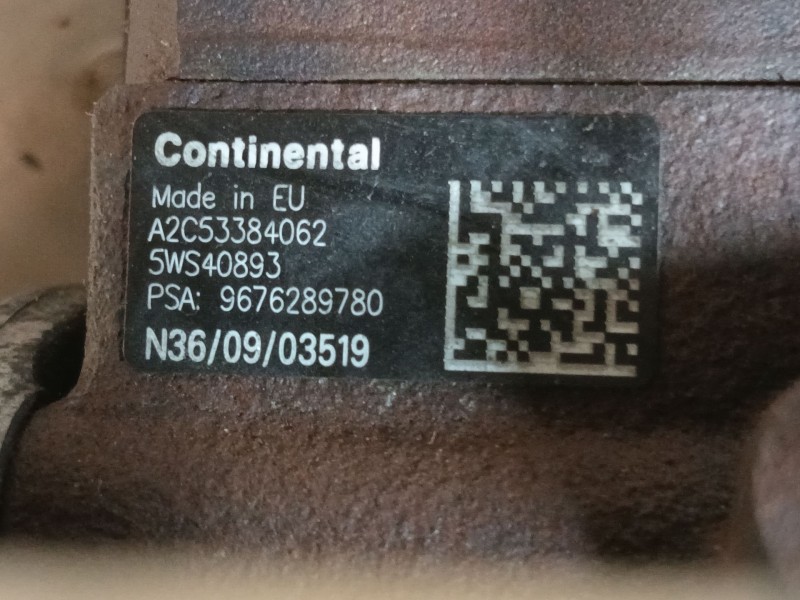 Continental
Made in EU
A2C53384062
5WS40893
PSA: 9676289780
N36/09/03519